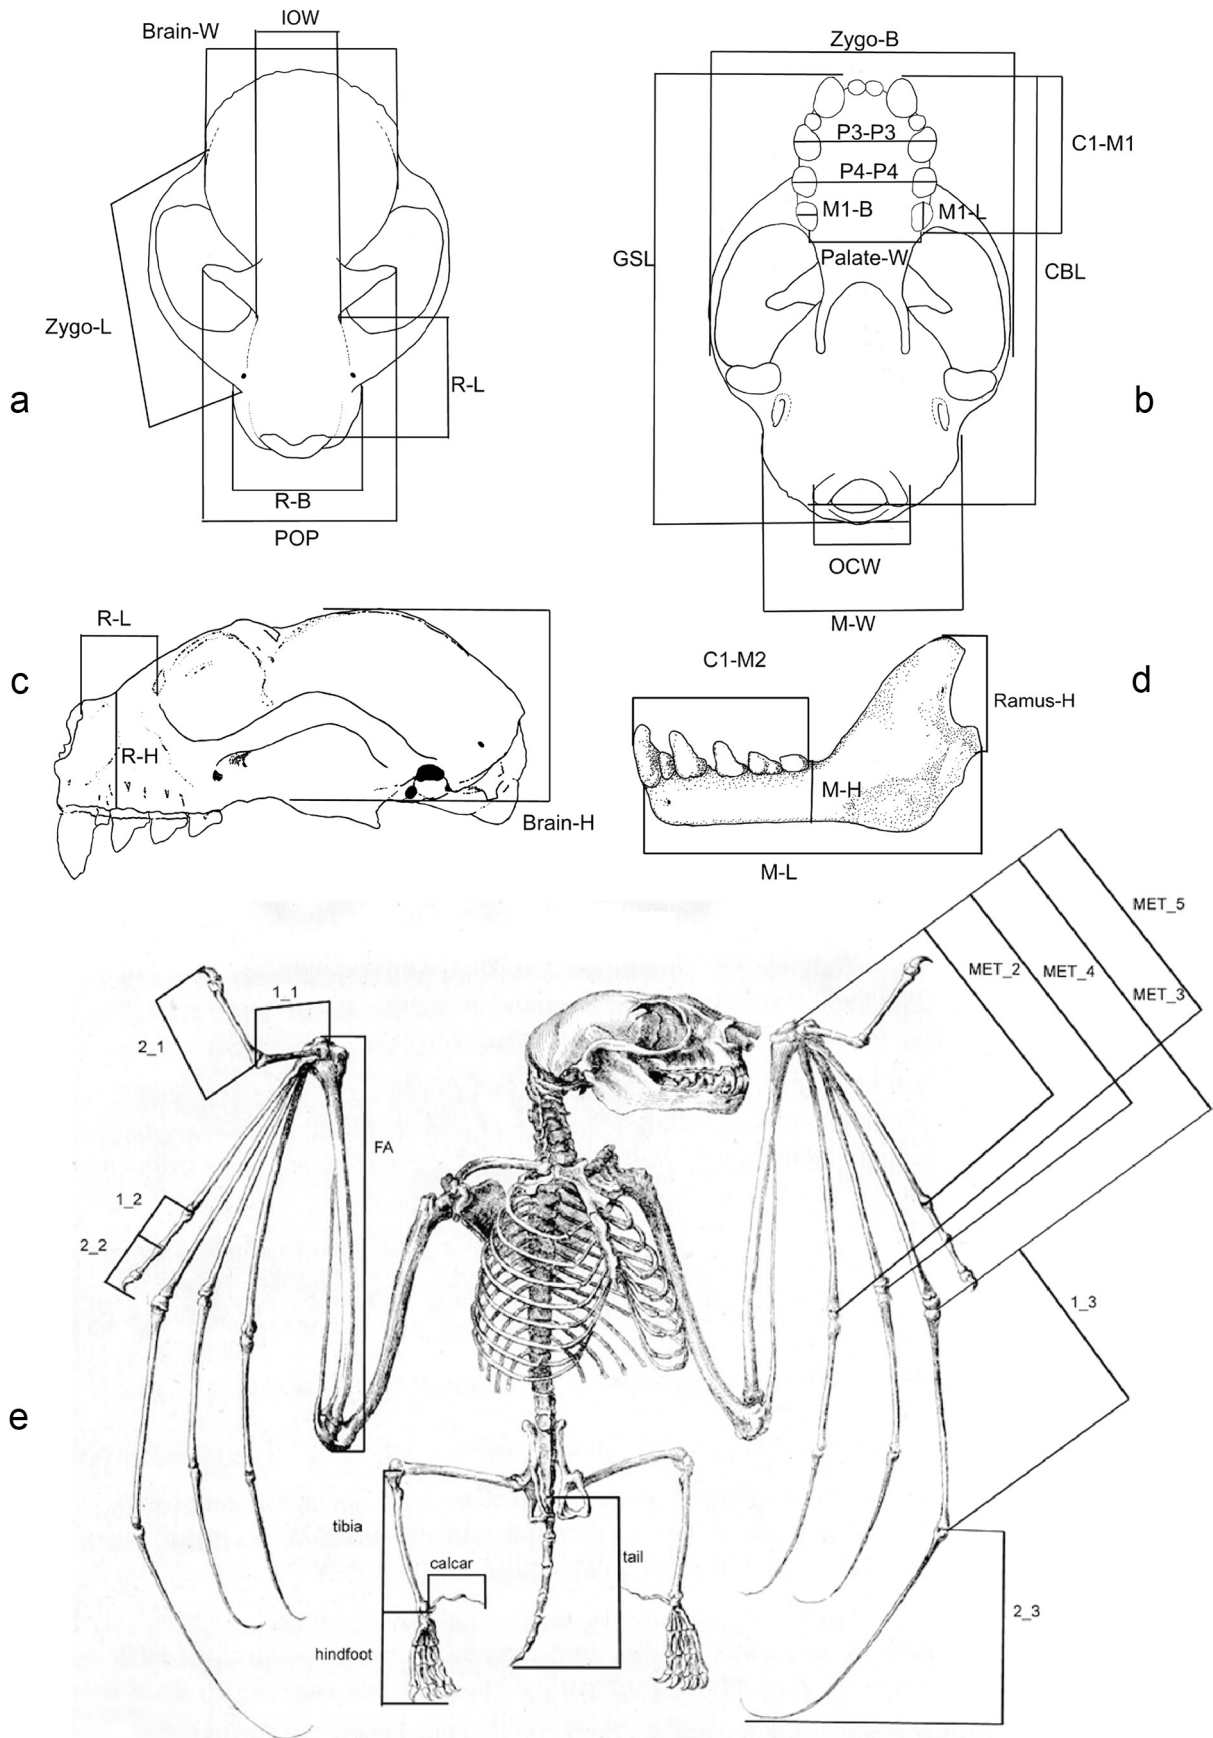 IOW
Brain-W
Zygo-L
R-L
R-B
POP
a
Zygo-B
P3-P3
C1-M1
P4-P4
M1-B
M1-L
GSL
Palate-W
CBL
OCW
M-W
b
R-L
R-H
Brain-H
c
C1-M2
Ramus-H
M-H
M-L
d
MET_5
MET_2
MET_4
MET_3
1_1
2_1
FA
1_2
2_2
1_3
e
tibia
calcar
tail
hindfoot
2_3